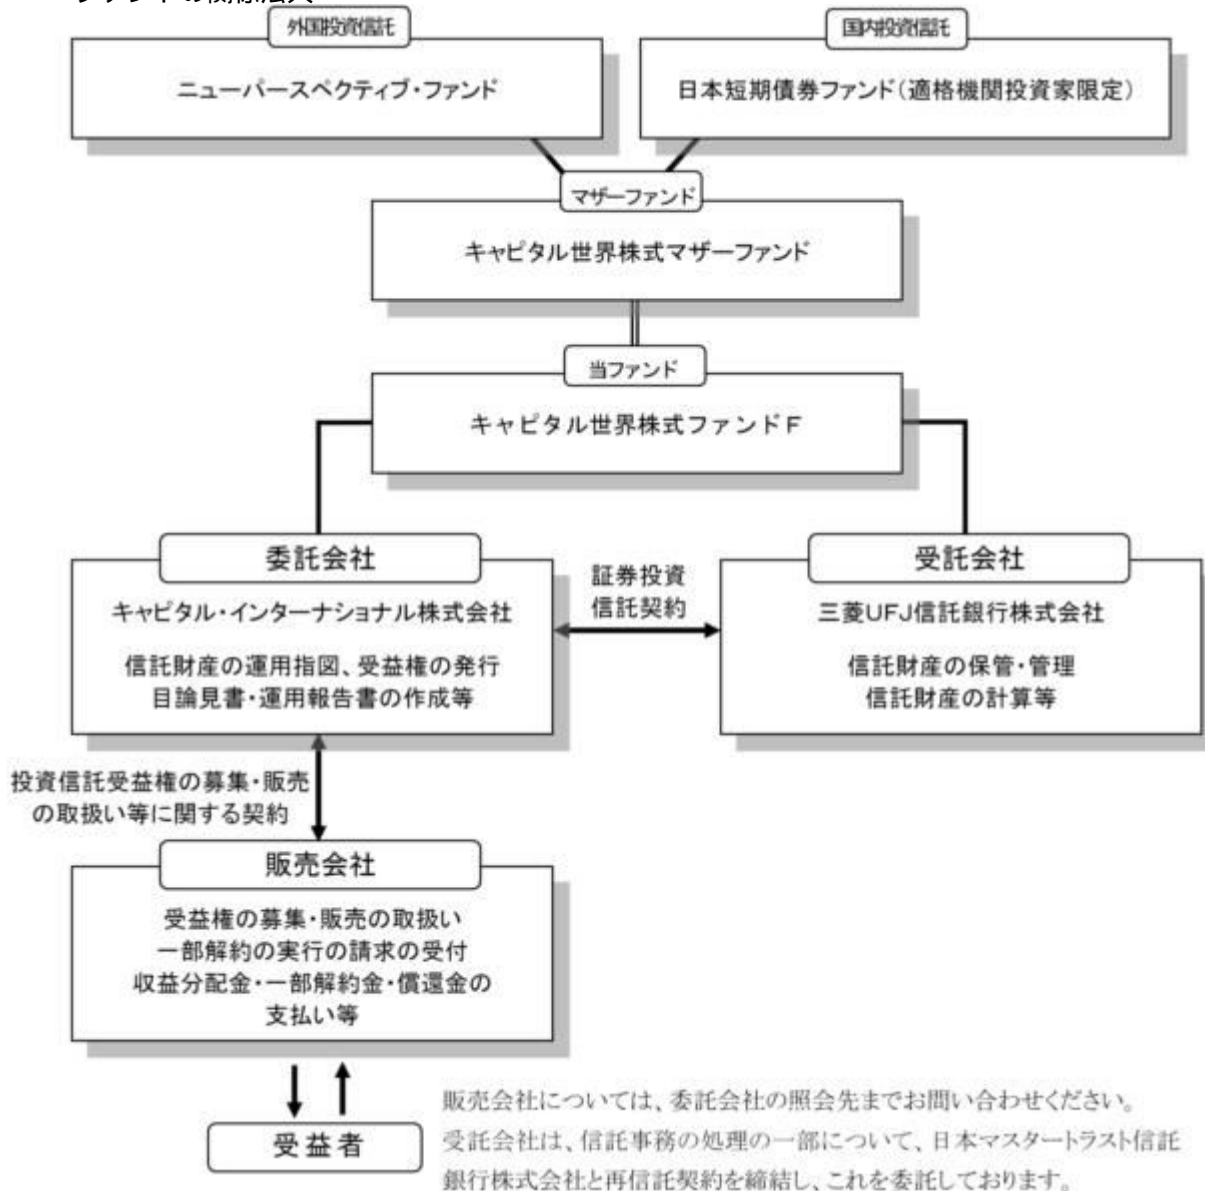 外国投資信託
ニューパースペクティブ・ファンド
国内投資信託
日本短期債券ファンド(適格機関投資家限定)
マザーファンド
キャピタル世界株式マザーファンド
当ファンド
キャピタル世界株式ファンドF
委託会社
キャピタル・インターナショナル株式会社
信託財産の運用指図、受益権の発行
目論見書・運用報告書の作成等
証券投資
信託契約
受託会社
三菱UFJ信託銀行株式会社
信託財産の保管・管理
信託財産の計算等
投資信託受益権の募集・販売
の取扱い等に関する契約
販売会社
受益権の募集・販売の取扱い
一部解約の実行の請求の受付
収益分配金・一部解約金・償還金の
支払い等
受益者
販売会社については、委託会社の照会先までお問い合わせください。
受託会社は、信託事務の処理の一部について、日本マスタートラスト信託
銀行株式会社と再信託契約を締結し、これを委託しております。